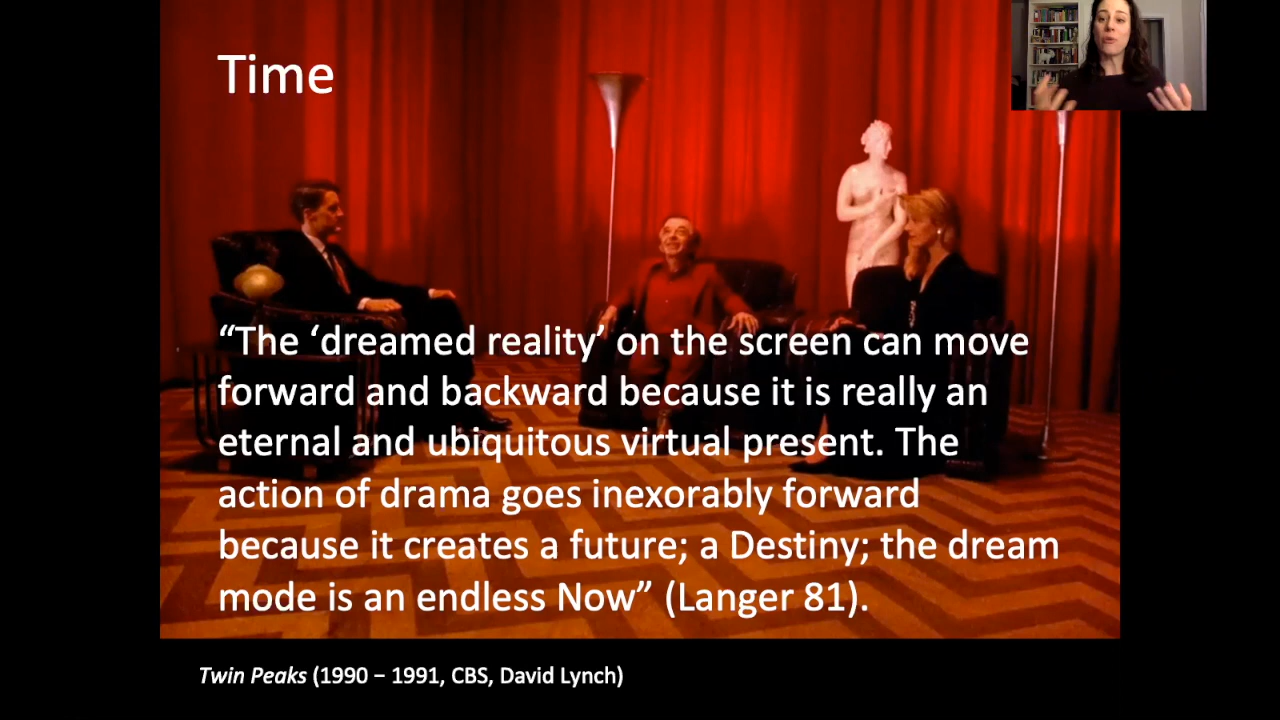 Time
“The ‘dreamed reality’ on the screen can move
forward and backward because it is really an
eternal and ubiquitous virtual present. The
action of drama goes inexorably forward
because it creates a future; a Destiny; the dream
mode is an endless Now” (Langer 81).
Twin Peaks (1990 – 1991, CBS, David Lynch)